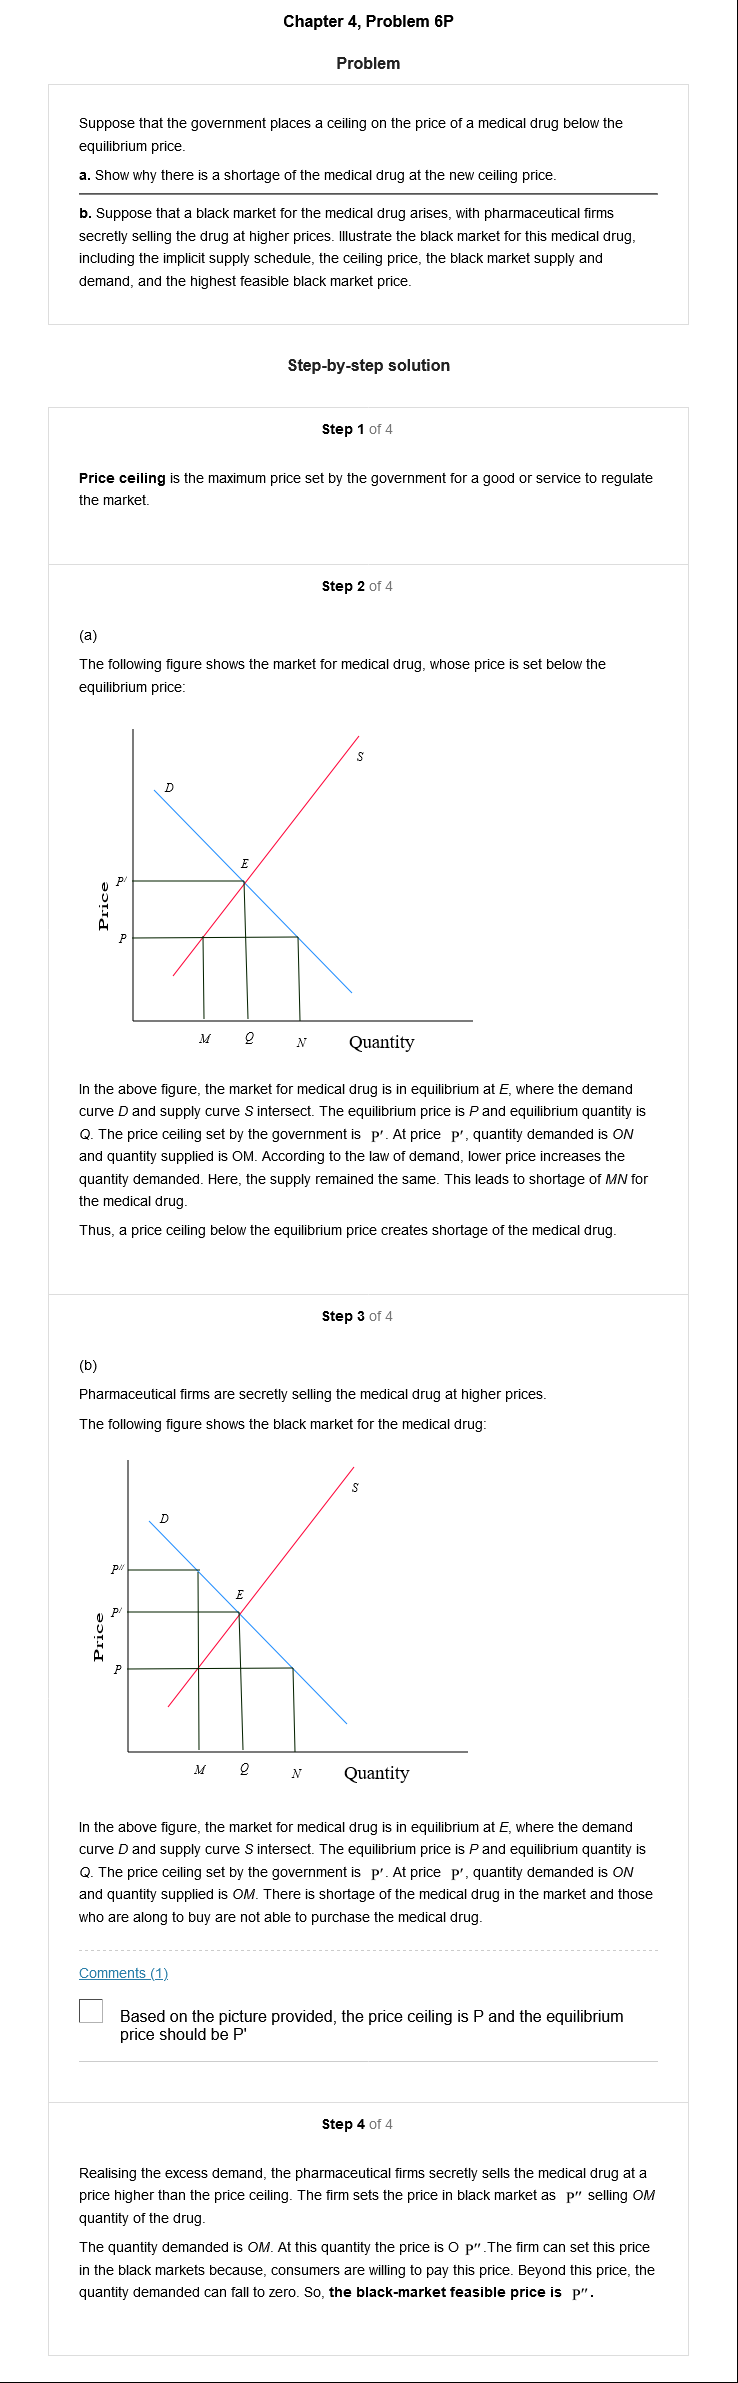 Chapter 4, Problem 6P
Problem
Suppose that the government places a ceiling on the price of a medical drug below the
equilibrium price.
a. Show why there is a shortage of the medical drug at the new ceiling price.
b. Suppose that a black market for the medical drug arises, with pharmaceutical firms
secretly selling the drug at higher prices. Illustrate the black market for this medical drug,
including the implicit supply schedule, the ceiling price, the black market supply and
demand, and the highest feasible black market price.
Step-by-step solution
Step 1 of 4
Price ceiling is the maximum price set by the government for a good or service to regulate
the market.
Step 2 of 4
(a)
The following figure shows the market for medical drug, whose price is set below the
equilibrium price:
S
D
E
P/
Price
P
M Q N Quantity
In the above figure, the market for medical drug is in equilibrium at E, where the demand
curve D and supply curve S intersect. The equilibrium price is P and equilibrium quantity is
Q. The price ceiling set by the government is P′. At price P′, quantity demanded is ON
and quantity supplied is OM. According to the law of demand, lower price increases the
quantity demanded. Here, the supply remained the same. This leads to shortage of MN for
the medical drug.
Thus, a price ceiling below the equilibrium price creates shortage of the medical drug.
Step 3 of 4
(b)
Pharmaceutical firms are secretly selling the medical drug at higher prices.
The following figure shows the black market for the medical drug:
S
D
P//
E
P/
Price
P
M Q N Quantity
In the above figure, the market for medical drug is in equilibrium at E, where the demand
curve D and supply curve S intersect. The equilibrium price is P and equilibrium quantity is
Q. The price ceiling set by the government is P′. At price P′, quantity demanded is ON
and quantity supplied is OM. There is shortage of the medical drug in the market and those
who are along to buy are not able to purchase the medical drug.
Comments (1)
Based on the picture provided, the price ceiling is P and the equilibrium
price should be P'
Step 4 of 4
Realising the excess demand, the pharmaceutical firms secretly sells the medical drug at a
price higher than the price ceiling. The firm sets the price in black market as P″ selling OM
quantity of the drug.
The quantity demanded is OM. At this quantity the price is O P″.The firm can set this price
in the black markets because, consumers are willing to pay this price. Beyond this price, the
quantity demanded can fall to zero. So, the black-market feasible price is P″.